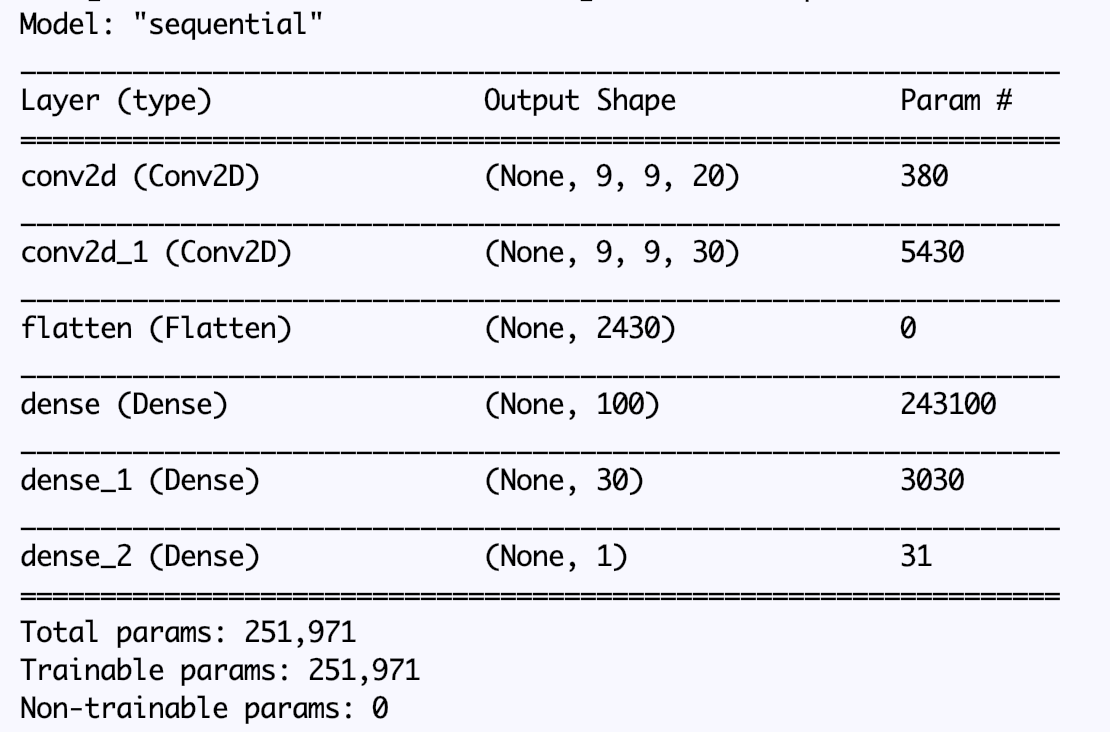 Model: "sequential"
Layer (type) Output Shape Param #
conv2d (Conv2D) (None, 9, 9, 20) 380
conv2d_1 (Conv2D) (None, 9, 9, 30) 5430
flatten (Flatten) (None, 2430) 0
dense (Dense) (None, 100) 243100
dense_1 (Dense) (None, 30) 3030
dense_2 (Dense) (None, 1) 31
Total params: 251,971
Trainable params: 251,971
Non-trainable params: 0